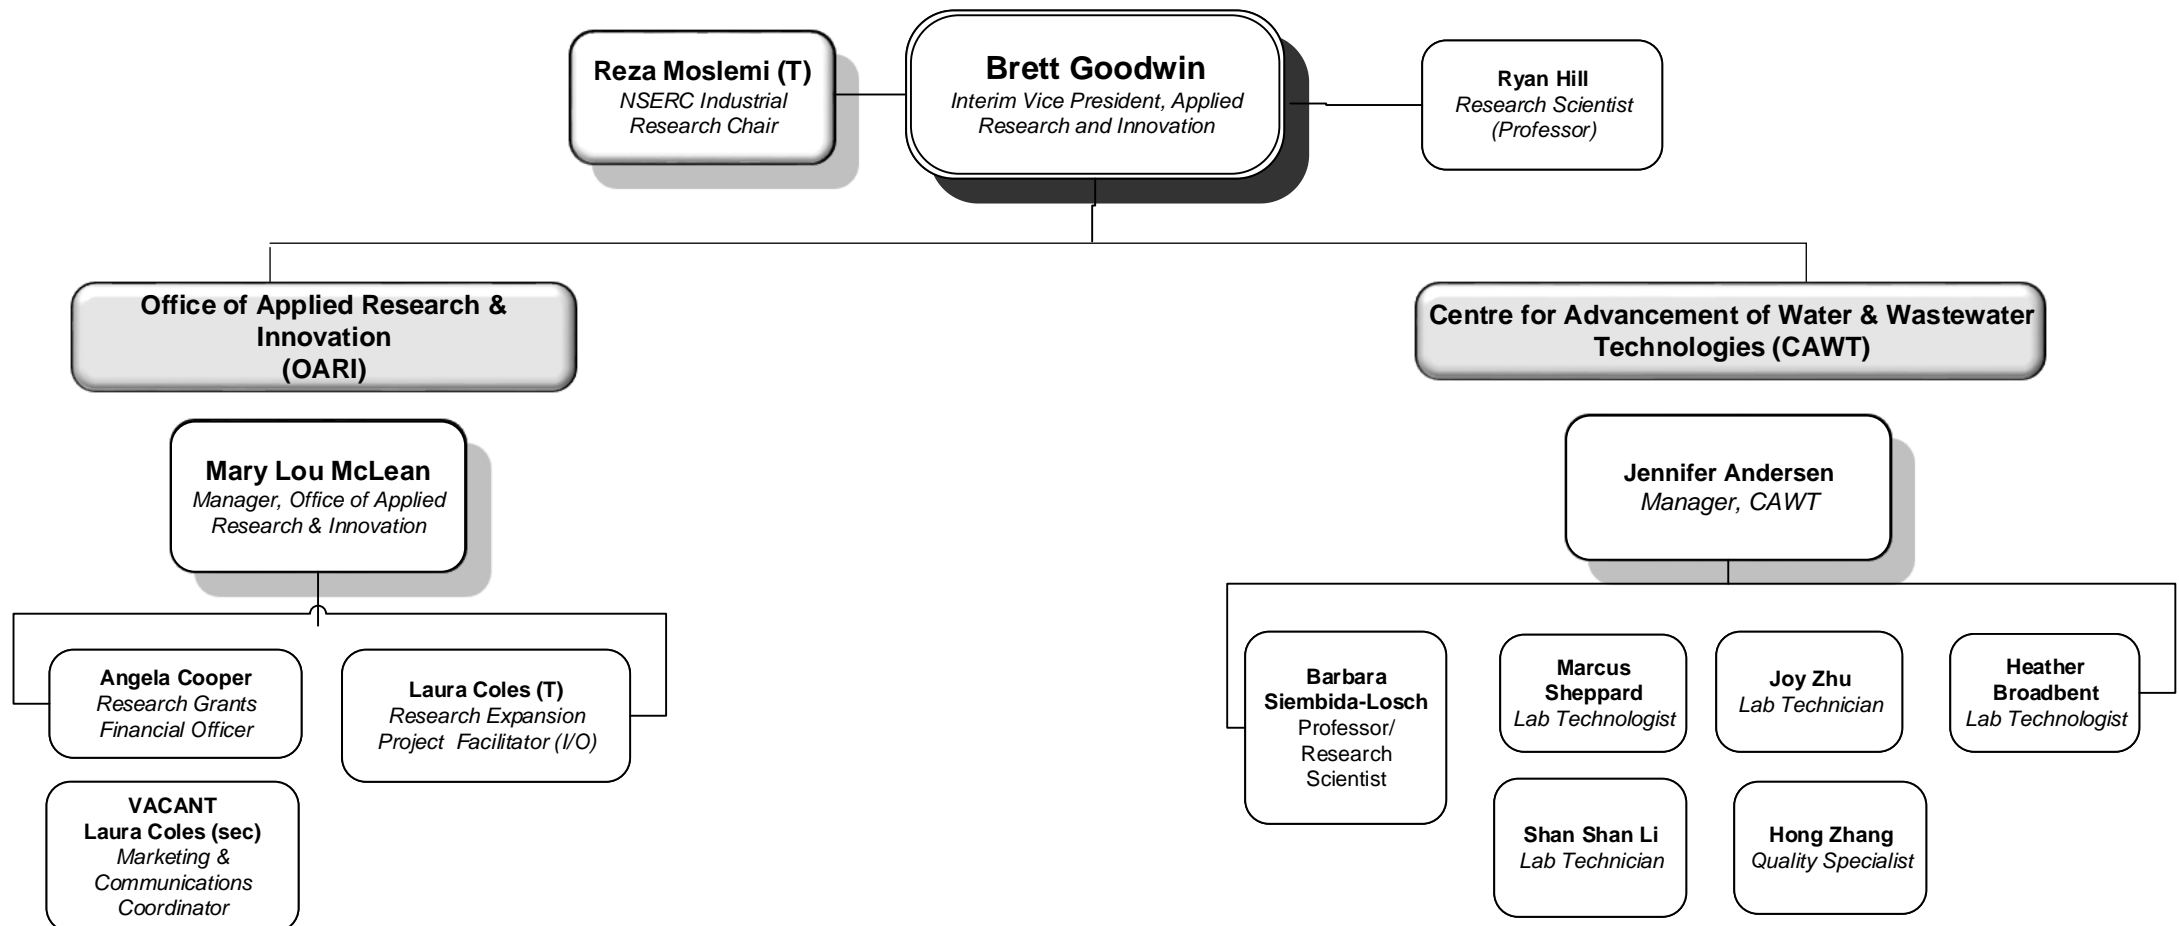 Reza Moslemi (T)
NSERC Industrial
Research Chair
Brett Goodwin
Interim Vice President, Applied
Research and Innovation
Ryan Hill
Research Scientist
(Professor)
Office of Applied Research &
Innovation
(OARI)
Centre for Advancement of Water & Wastewater
Technologies (CAWT)
Mary Lou McLean
Manager, Office of Applied
Research & Innovation
Jennifer Andersen
Manager, CAWT
Angela Cooper
Research Grants
Financial Officer
Laura Coles (T)
Research Expansion
Project Facilitator (I/O)
VACANT
Laura Coles (sec)
Marketing &
Communications
Coordinator
Barbara
Siembida-Losch
Professor/
Research
Scientist
Marcus
Sheppard
Lab Technologist
Joy Zhu
Lab Technician
Heather
Broadbent
Lab Technologist
Shan Shan Li
Lab Technician
Hong Zhang
Quality Specialist